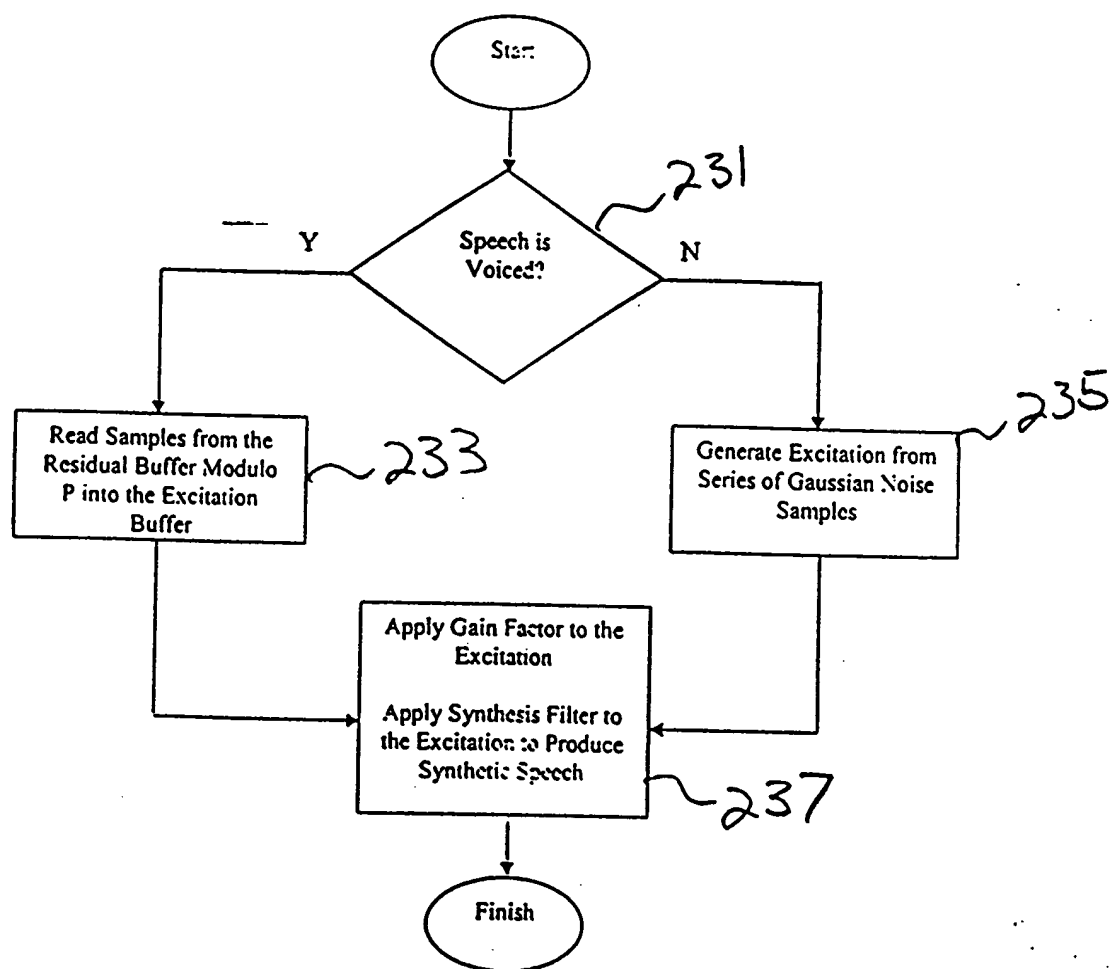 Start
231
Speech is
Voiced?
Y
N
235
Read Samples from the
Residual Buffer Modulo
P into the Excitation
Buffer
233
Generate Excitation from
Series of Gaussian Noise
Samples
Apply Gain Factor to the
Excitation
Apply Synthesis Filter to
the Excitation to Produce
Synthetic Speech
237
Finish